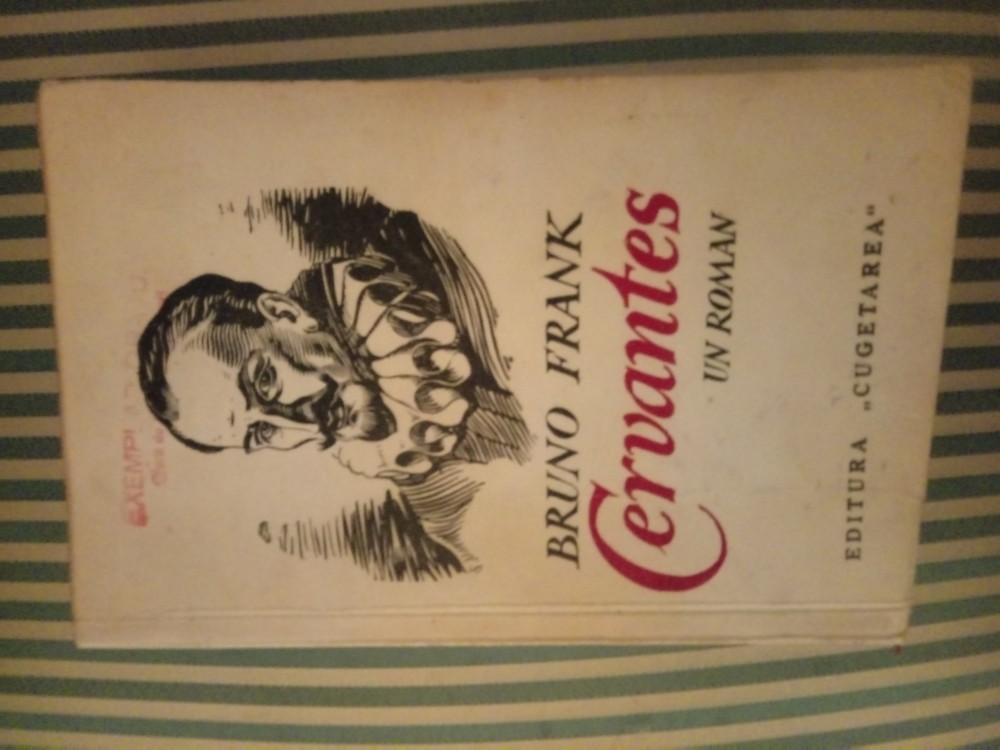 BRUNO FRANK
Cervantes
UN ROMAN
EDITURA „CUGETAREA“